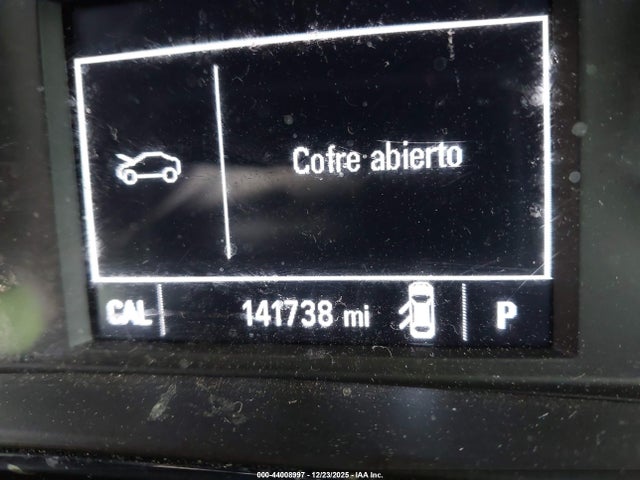 Cofre abierto
CAL 141738 mi P
000-44008997 - 12/23/2025 - IAA Inc.